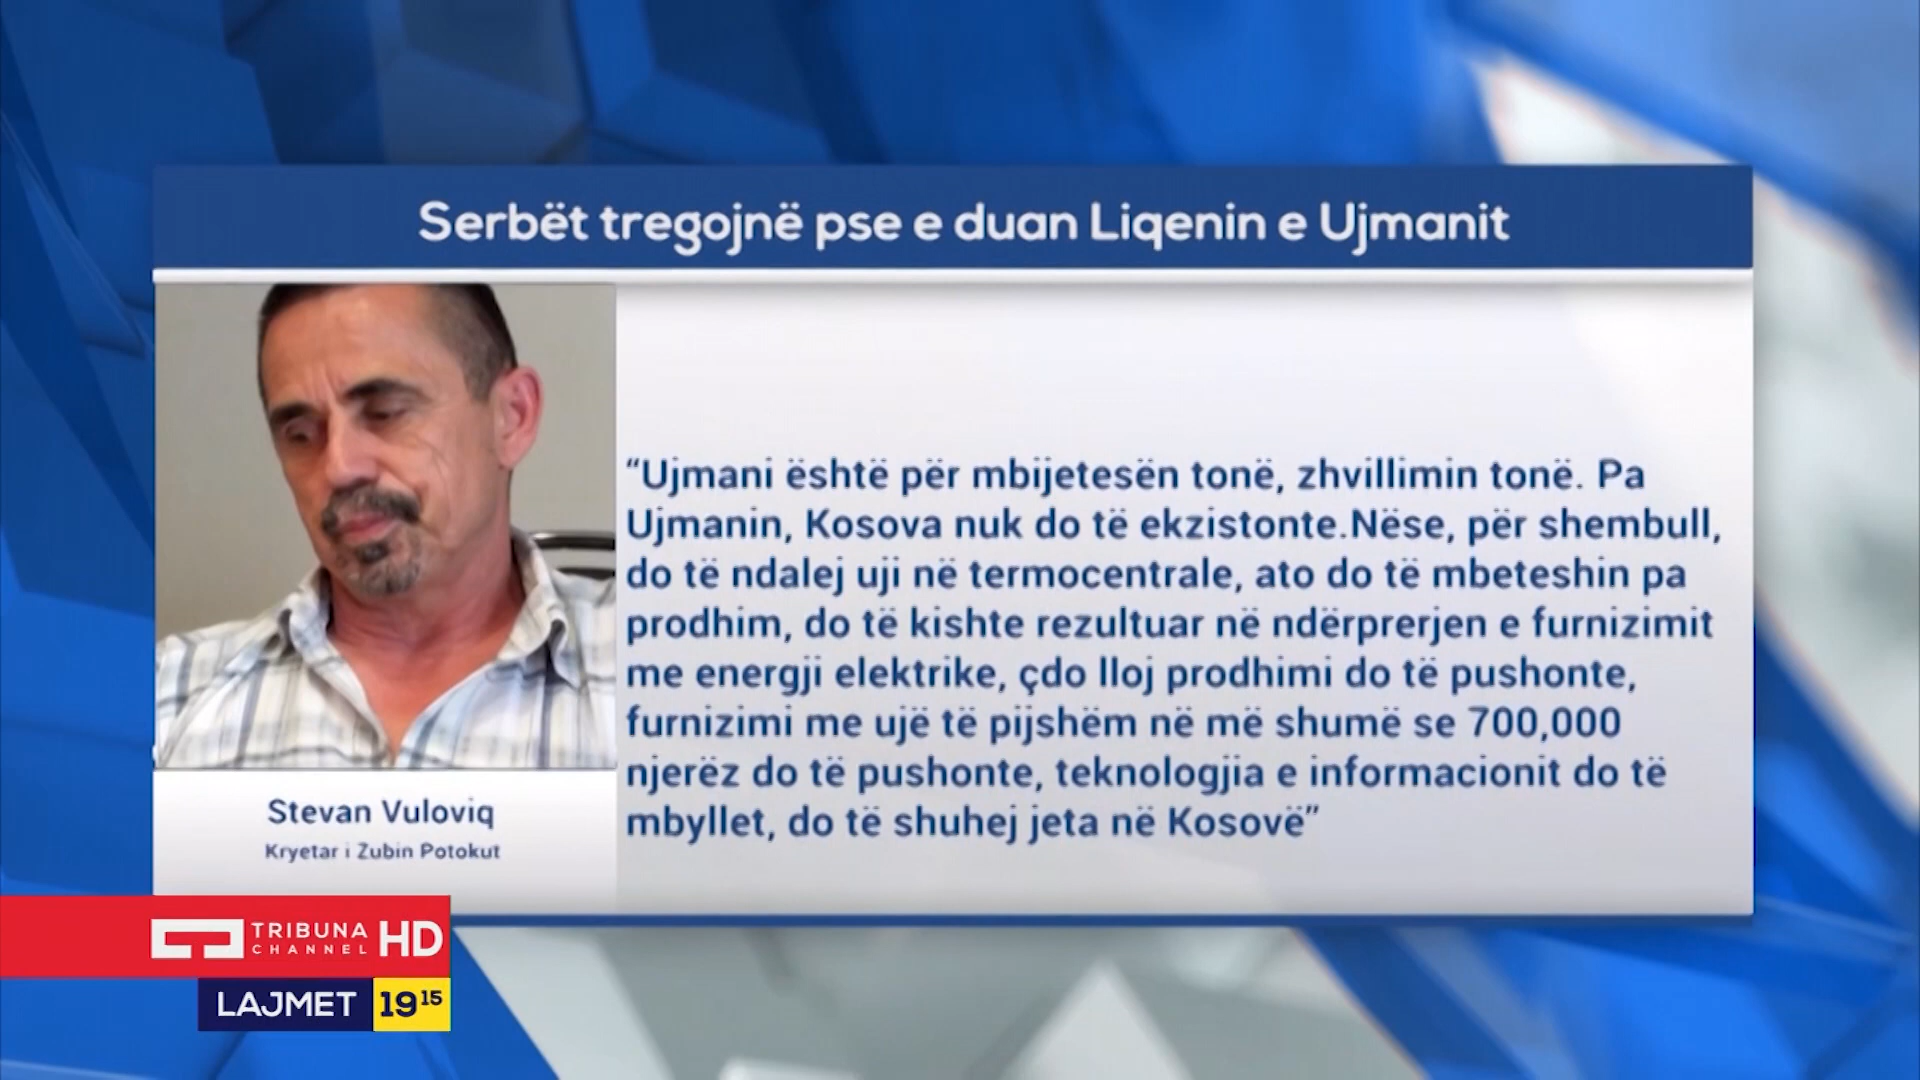 Serbët tregojnë pse e duan Liqenin e Ujmanit
“Ujmani është për mbijetesën tonë, zhvillimin tonë. Pa
Ujmanin, Kosova nuk do të ekzistonte.Nëse, për shembull,
do të ndalej uji në termocentrale, ato do të mbeteshin pa
prodhim, do të kishte rezultuar në ndërprerjen e furnizimit
me energji elektrike, çdo lloj prodhimi do të pushonte,
furnizimi me ujë të pijshëm në më shumë se 700,000
njerëz do të pushonte, teknologjia e informacionit do të
mbyllet, do të shuhej jeta në Kosovë”
Stevan Vuloviq
Kryetar i Zubin Potokut
TRIBUNA
CHANNEL
HD
LAJMET 19 15